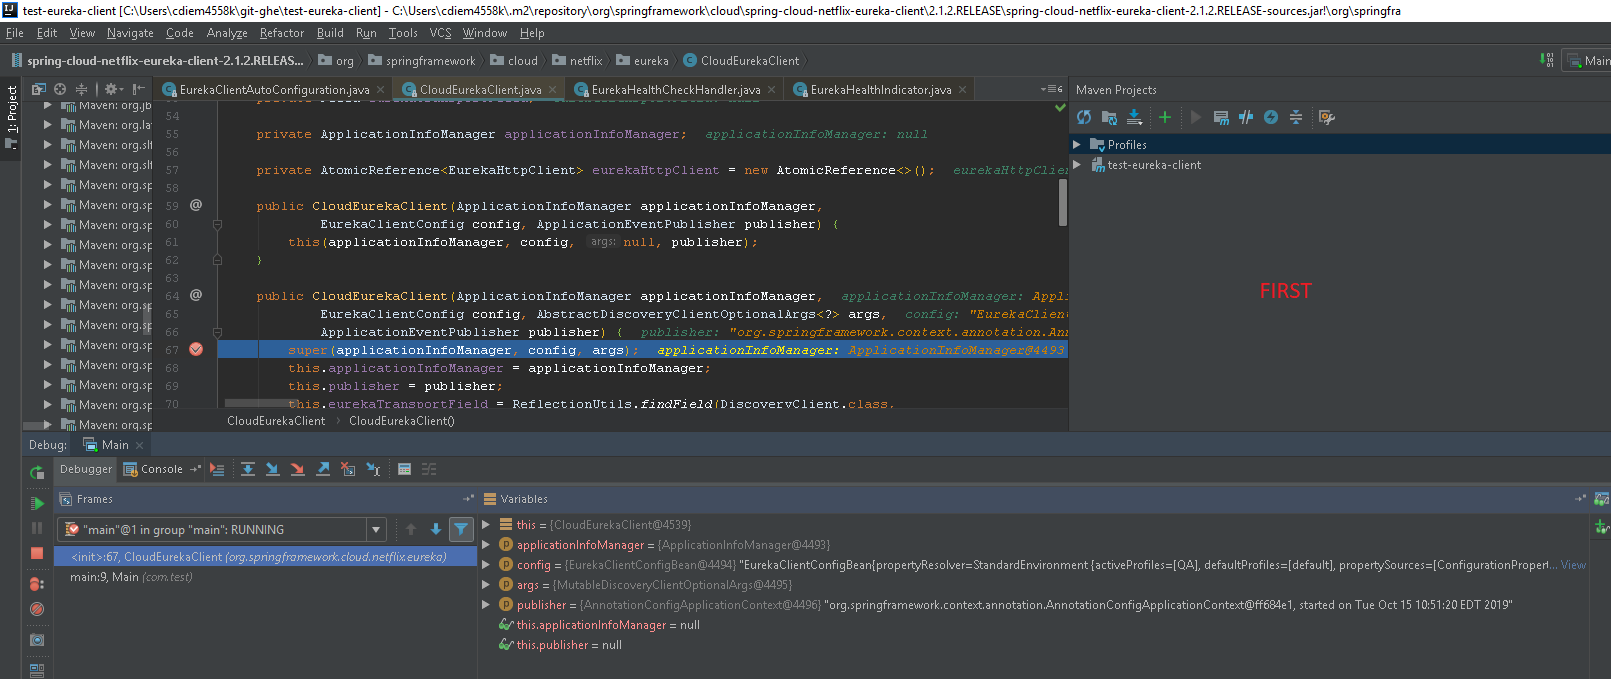 test-eureka-client [C:\Users\cdiem4558k\git-ghe\test-eureka-client] - C:\Users\cdiem4558k\.m2\repository\org\springframework\cloud\spring-cloud-netflix-eureka-client\2.1.2.RELEASE\spring-cloud-netflix-eureka-client-2.1.2.RELEASE-sources.jar!\org\springfra
File Edit View Navigate Code Analyze Refactor Build Run Tools VCS Window Help
spring-cloud-netflix-eureka-client-2.1.2.RELEAS... org springframework cloud netflix eureka CloudEurekaClient Main
EurekaClientAutoConfiguration.java CloudEurekaClient.java EurekaHealthCheckHandler.java EurekaHealthIndicator.java
1: Project
Maven: org.jb
Maven: org.la
Maven: org.slf
Maven: org.slf
Maven: org.sp
Maven: org.sp
Maven: org.sp
Maven: org.sp
Maven: org.sp
Maven: org.sp
Maven: org.sp
Maven: org.sp
Maven: org.sp
Maven: org.sp
Maven: org.sp
Maven: org.sp
Maven: org.sp
54
55 private ApplicationInfoManager applicationInfoManager; applicationInfoManager: null
56
57 private AtomicReference<EurekaHttpClient> eurekaHttpClient = new AtomicReference<>(); eurekaHttpClie
58
59 public CloudEurekaClient(ApplicationInfoManager applicationInfoManager,
60 EurekaClientConfig config, ApplicationEventPublisher publisher) {
61 this(applicationInfoManager, config, args: null, publisher);
62 }
63
64 public CloudEurekaClient(ApplicationInfoManager applicationInfoManager, applicationInfoManager: Appl
65 EurekaClientConfig config, AbstractDiscoveryClientOptionalArgs<?> args, config: "EurekaClient
66 ApplicationEventPublisher publisher) { publisher: "org.springframework.context.annotation.Ann
67 super(applicationInfoManager, config, args); applicationInfoManager: ApplicationInfoManager@4493
68 this.applicationInfoManager = applicationInfoManager;
69 this.publisher = publisher;
70 this.eurekaTransportField = ReflectionUtils.findField(DiscoveryClient.class,
CloudEurekaClient CloudEurekaClient()
Maven Projects
Profiles
test-eureka-client
FIRST
Debug: Main
Debugger Console
Frames
"main"@1 in group "main": RUNNING
<init>:67, CloudEurekaClient (org.springframework.cloud.netflix.eureka)
main:9, Main (com.test)
Variables
this = {CloudEurekaClient@4539}
applicationInfoManager = {ApplicationInfoManager@4493}
config = {EurekaClientConfigBean@4494} "EurekaClientConfigBean{propertyResolver=StandardEnvironment {activeProfiles=[QA], defaultProfiles=[default], propertySources=[ConfigurationPropert... View
args = {MutableDiscoveryClientOptionalArgs@4495}
publisher = {AnnotationConfigApplicationContext@4496} "org.springframework.context.annotation.AnnotationConfigApplicationContext@ff684e1, started on Tue Oct 15 10:51:20 EDT 2019"
this.applicationInfoManager = null
this.publisher = null